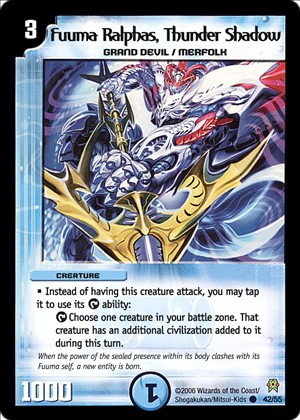 3 Fuuma Ralphas, Thunder Shadow
GRAND DEVIL / MERFOLK
CREATURE
▪ Instead of having this creature attack, you may tap
it to use its ability:
Choose one creature in your battle zone. That
creature has an additional civilization added to it
during this turn.
When the power of the sealed presence within its body clashes with its
Fuuma self, a new entity is born.
1000
1
©2006 Wizards of the Coast/
Shogakukan/Mitsui-Kids ● 42/55